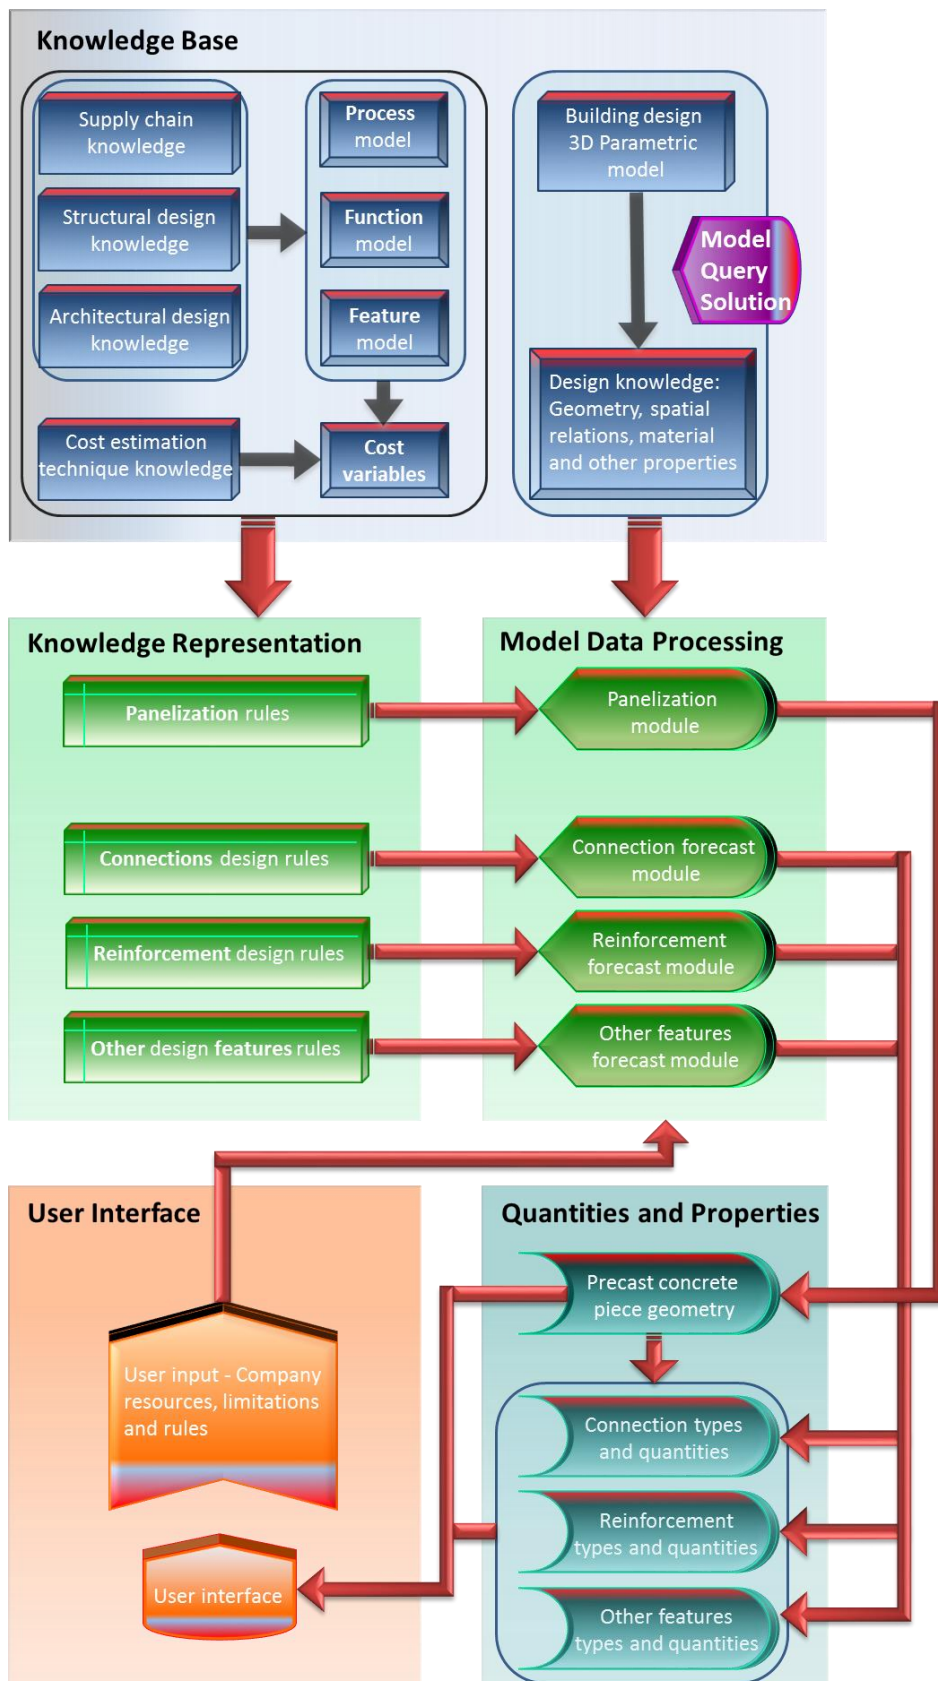 Knowledge Base
Supply chain
knowledge
Structural design
knowledge
Architectural design
knowledge
Cost estimation
technique knowledge
Process
model
Function
model
Feature
model
Cost
variables
Building design
3D Parametric
model
Model
Query
Solution
Design knowledge:
Geometry, spatial
relations, material
and other properties
Knowledge Representation
Panelization rules
Connections design rules
Reinforcement design rules
Other design features rules
Model Data Processing
Panelization
module
Connection forecast
module
Reinforcement
forecast module
Other features
forecast module
User Interface
User input - Company
resources, limitations
and rules
User interface
Quantities and Properties
Precast concrete
piece geometry
Connection types
and quantities
Reinforcement
types and quantities
Other features
types and quantities